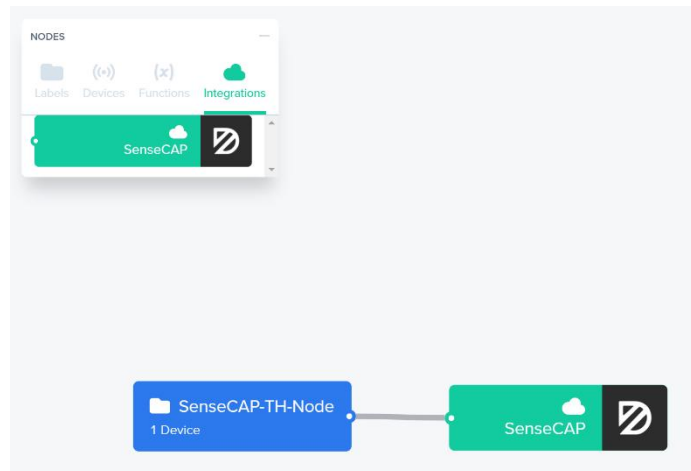 NODES
Labels Devices Functions Integrations
SenseCAP
SenseCAP-TH-Node
1 Device
SenseCAP